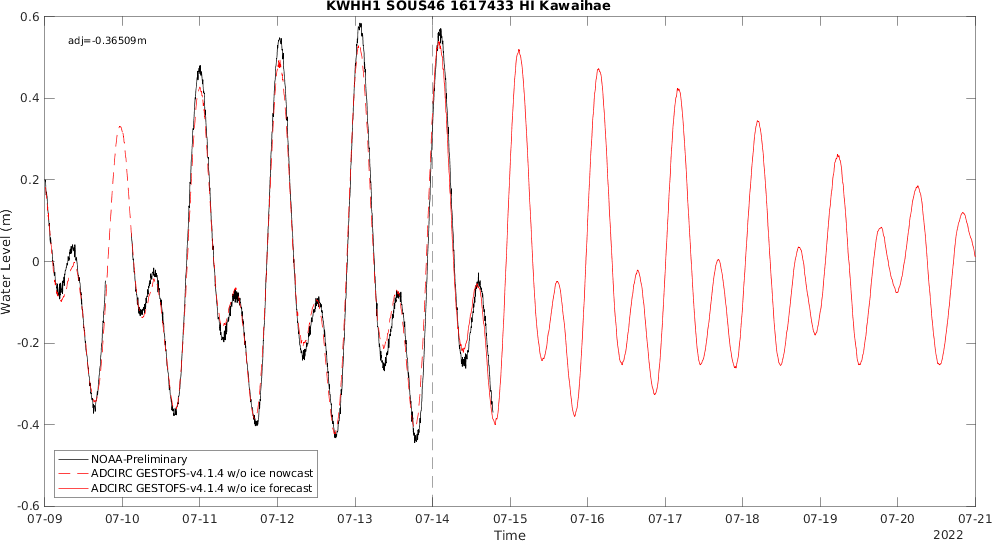 KWHH1 SOUS46 1617433 HI Kawaihae
adj=-0.36509m
0.6
0.4
0.2
0
-0.2
-0.4
-0.6
Water Level (m)
NOAA-Preliminary
ADCIRC GESTOFS-v4.1.4 w/o ice nowcast
ADCIRC GESTOFS-v4.1.4 w/o ice forecast
07-09 07-10 07-11 07-12 07-13 07-14 07-15 07-16 07-17 07-18 07-19 07-20 07-21
Time
2022